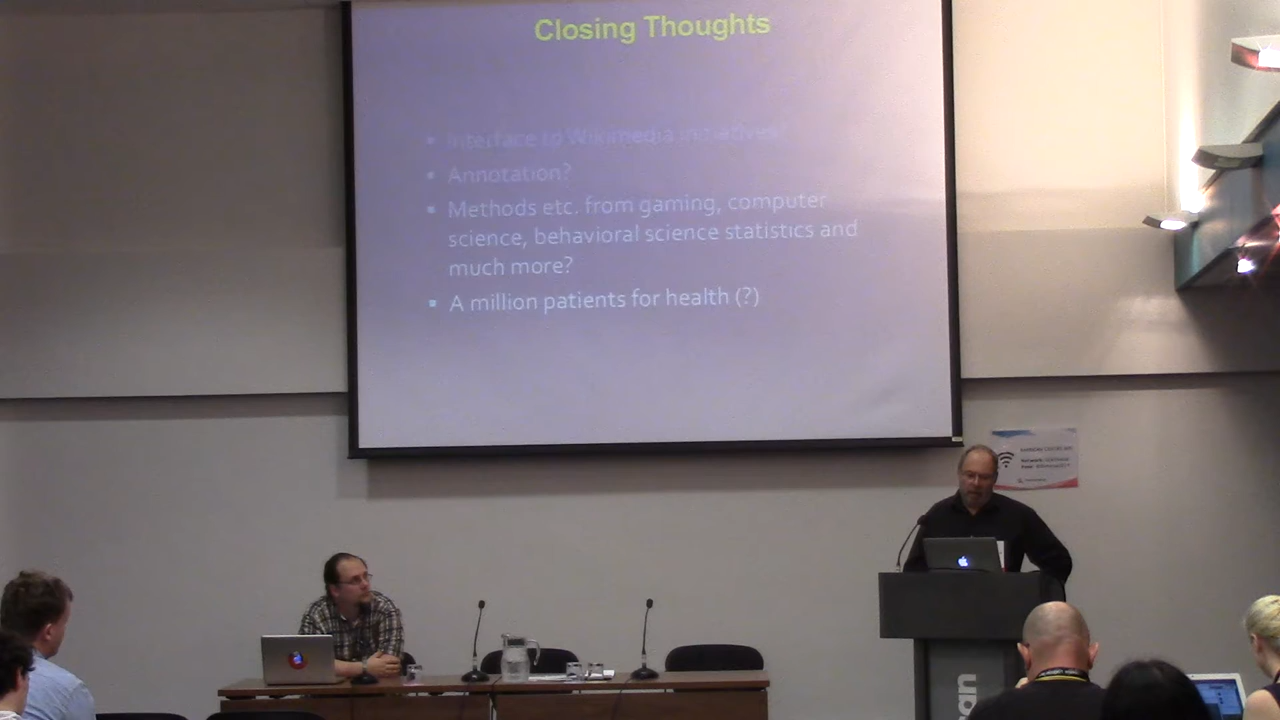 Closing Thoughts
Interface to Wikimedia initiatives?
Annotation?
Methods etc. from gaming, computer
science, behavioral science statistics and
much more?
A million patients for health (?)
can